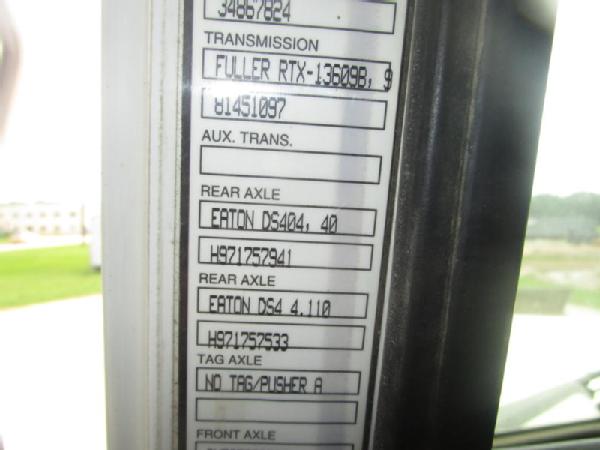 34867824
TRANSMISSION
FULLER RTX-13609B, 9
81451097
AUX. TRANS.
REAR AXLE
EATON DS404, 40
H971757941
REAR AXLE
EATON DS4 4.110
H971757533
TAG AXLE
NO TAG/PUSHER A
FRONT AXLE